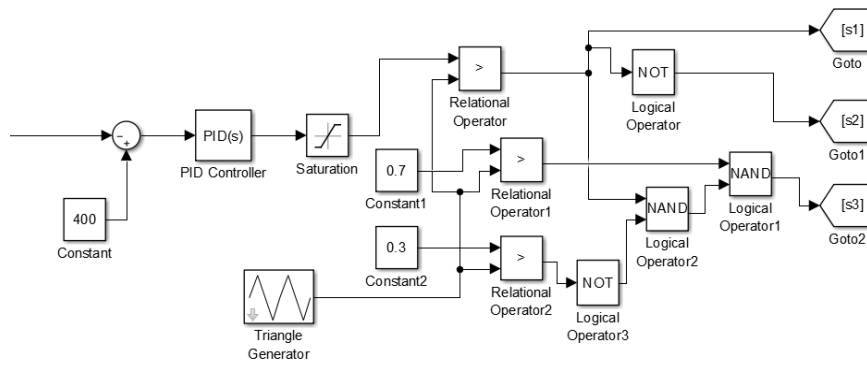 [s1]
Goto
>
NOT
Relational
Operator
Logical
Operator
[s2]
Goto1
-
+
PID(s)
PID Controller
Saturation
0.7
Constant1
>
Relational
Operator1
NAND
Logical
Operator1
NAND
Logical
Operator2
[s3]
Goto2
400
Constant
0.3
Constant2
>
Relational
Operator2
NOT
Logical
Operator3
Triangle
Generator